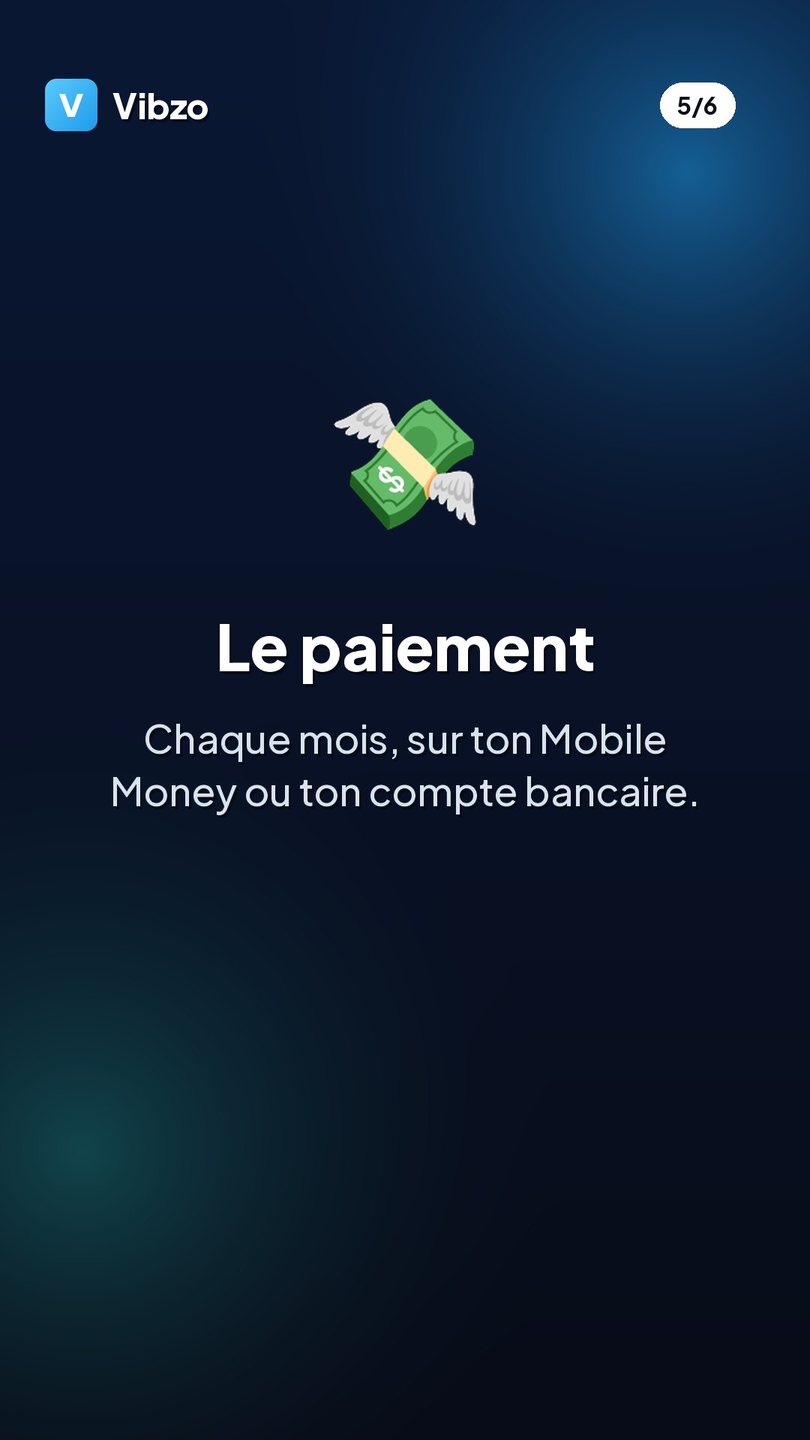 V Vibzo
5/6
$
Le paiement
Chaque mois, sur ton Mobile
Money ou ton compte bancaire.